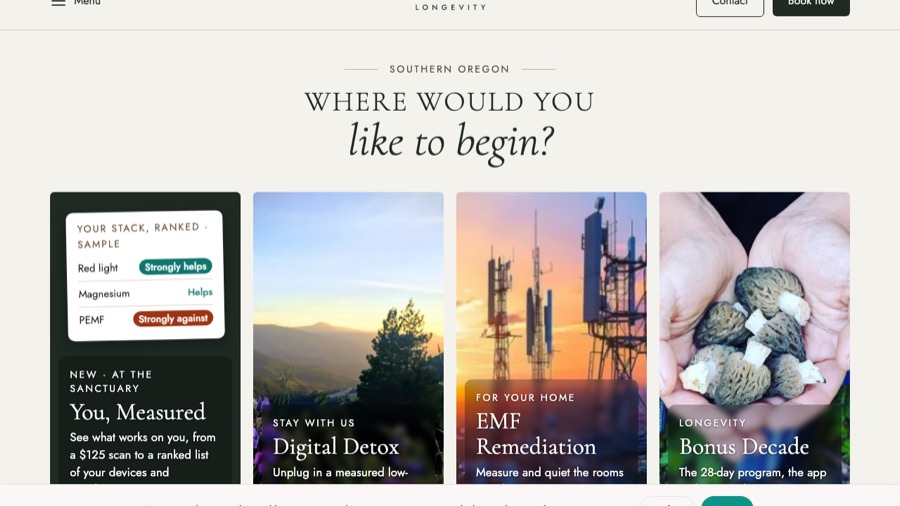 Menu
LONGEVITY
Contact
Book now
SOUTHERN OREGON
WHERE WOULD YOU
like to begin?
YOUR STACK, RANKED ·
SAMPLE
Red light
Strongly helps
Magnesium
Helps
PEMF
Strongly against
NEW · AT THE
SANCTUARY
You, Measured
See what works on you, from
a $125 scan to a ranked list
of your devices and
STAY WITH US
Digital Detox
Unplug in a measured low-
FOR YOUR HOME
EMF
Remediation
Measure and quiet the rooms
LONGEVITY
Bonus Decade
The 28-day program, the app